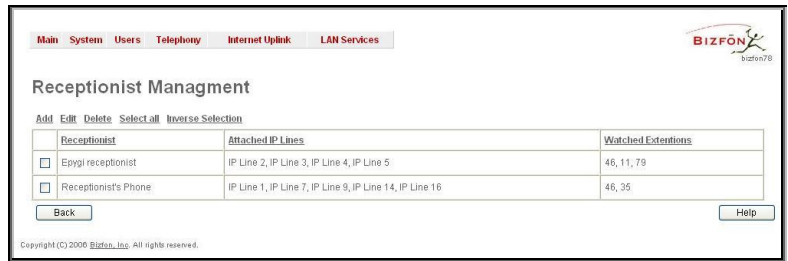 Main System Users Telephony Internet Uplink LAN Services
BIZFŌN
bizfon78
Receptionist Managment
Add Edit Delete Select all Inverse Selection
Receptionist Attached IP Lines Watched Extentions
Epygi receptionist IP Line 2, IP Line 3, IP Line 4, IP Line 5 46, 11, 79
Receptionist's Phone IP Line 1, IP Line 7, IP Line 9, IP Line 14, IP Line 16 46, 35
Back Help
Copyright (C) 2006 Bizfon, Inc. All rights reserved.